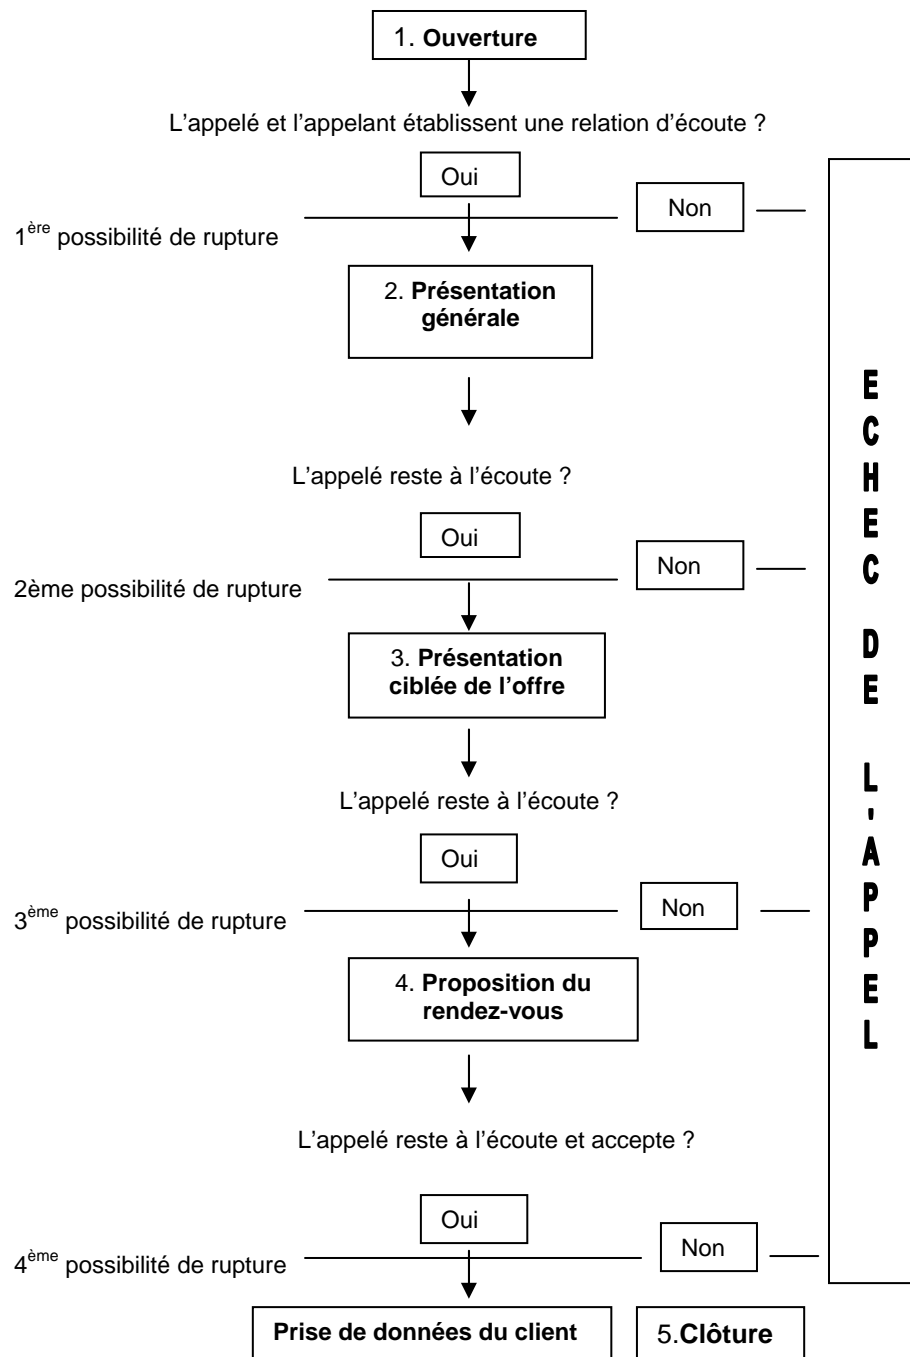 1. Ouverture
L'appelé et l'appelant établissent une relation d'écoute ?
Oui
Non
1ère possibilité de rupture
2. Présentation
générale
L'appelé reste à l'écoute ?
Oui
Non
2ème possibilité de rupture
3. Présentation
ciblée de l'offre
L'appelé reste à l'écoute ?
Oui
Non
3ème possibilité de rupture
4. Proposition du
rendez-vous
L'appelé reste à l'écoute et accepte ?
Oui
Non
4ème possibilité de rupture
Prise de données du client
5.Clôture
ECHEC DE L'APPEL